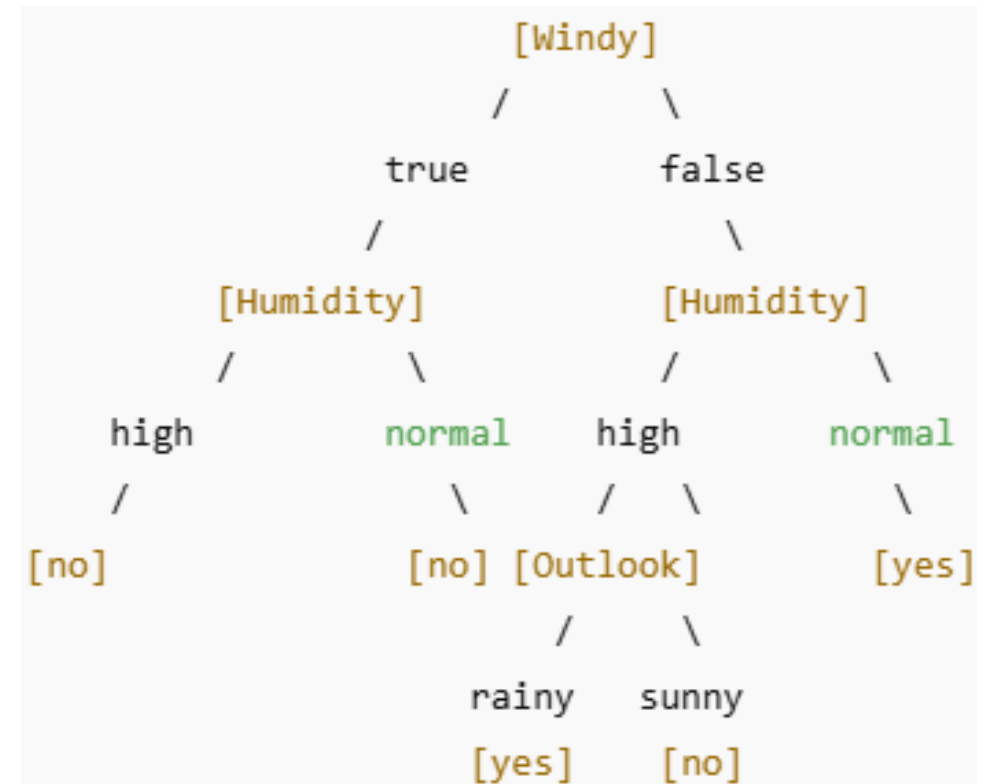 [Windy]
/ \
true false
/ \
[Humidity] [Humidity]
/ \ / \
high normal high normal
/ \ / \ \
[no] [no] [Outlook] [yes]
/ \
rainy sunny
[yes] [no]